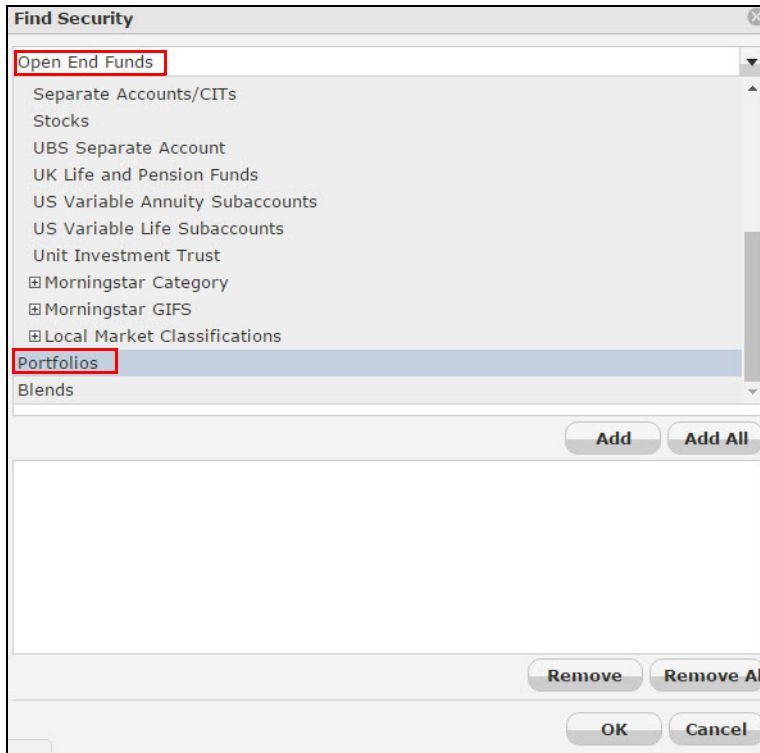 Find Security
Open End Funds
Separate Accounts/CITs
Stocks
UBS Separate Account
UK Life and Pension Funds
US Variable Annuity Subaccounts
US Variable Life Subaccounts
Unit Investment Trust
Morningstar Category
Morningstar GIFS
Local Market Classifications
Portfolios
Blends
Add Add All
Remove Remove Al
OK Cancel